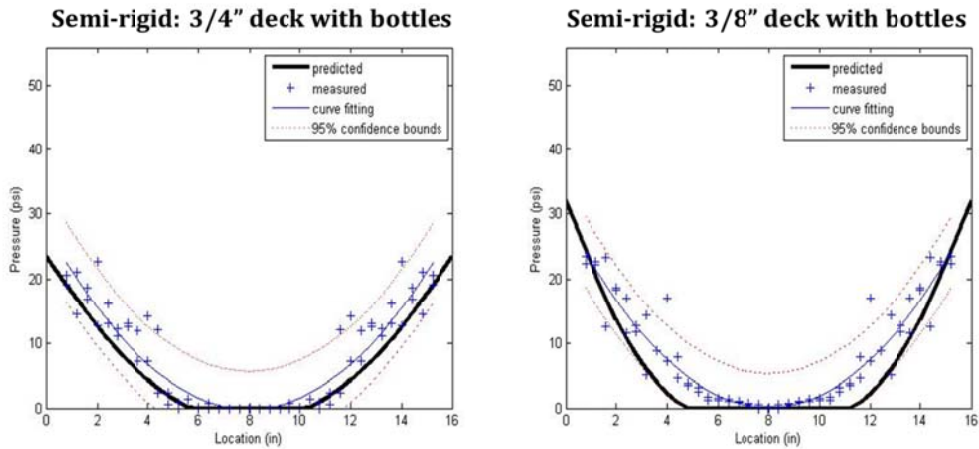 Semi-rigid: 3/4” deck with bottles
50
40
30
20
10
0
Pressure (psi)
predicted
measured
curve fitting
95% confidence bounds
0 2 4 6 8 10 12 14 16
Location (in)
Semi-rigid: 3/8” deck with bottles
50
40
30
20
10
0
Pressure (psi)
predicted
measured
curve fitting
95% confidence bounds
0 2 4 6 8 10 12 14 16
Location (in)